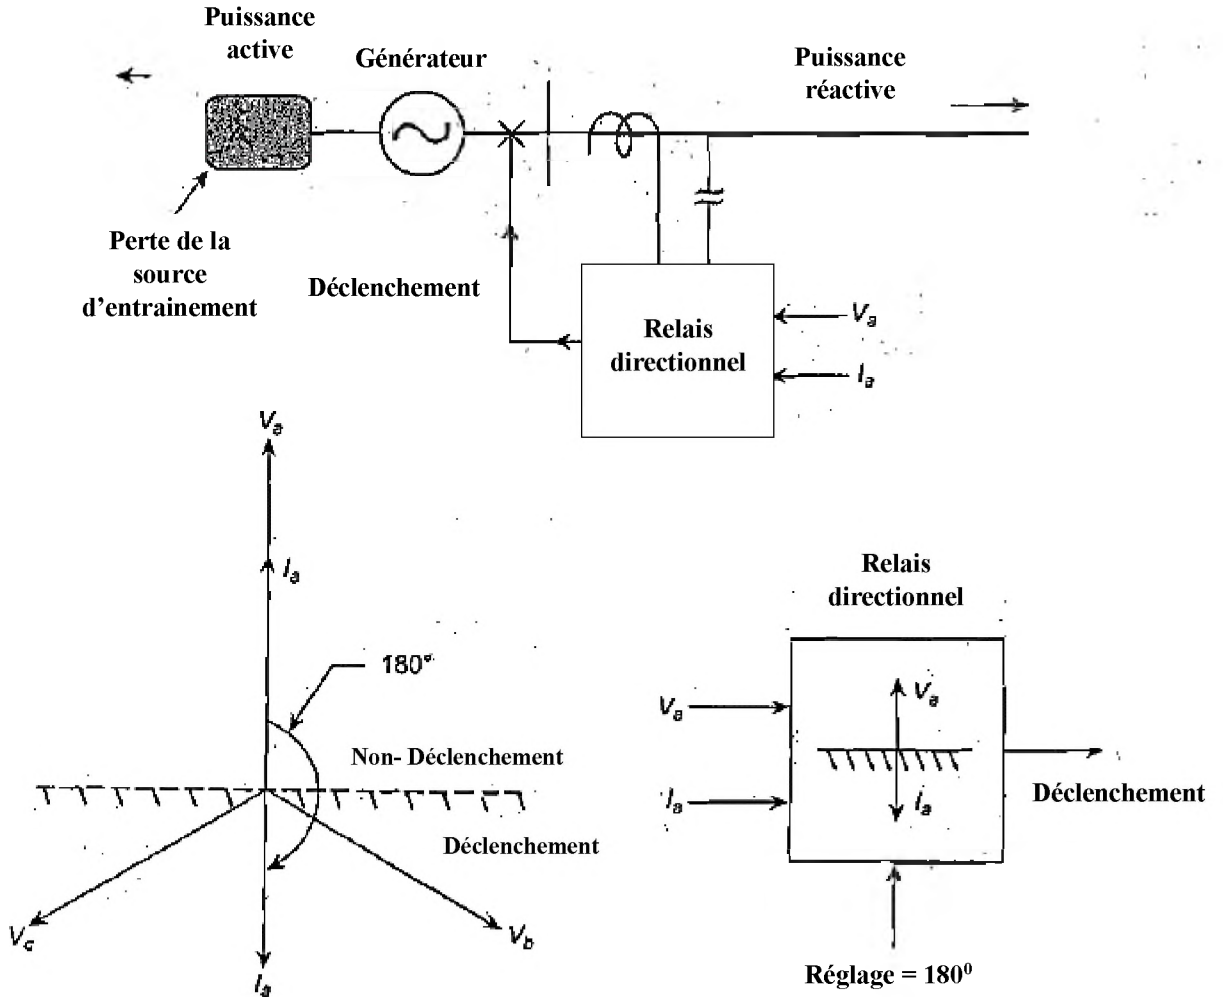 Puissance
active
Générateur
Puissance
réactive
Perte de la
source
d’entrainement
Déclenchement
Relais
directionnel
Va
Ia
Va
Ia
180°
Non- Déclenchement
Déclenchement
Vc
Vb
Ia
Relais
directionnel
Va
Va
Ia
Ia
Déclenchement
Réglage = 180⁰